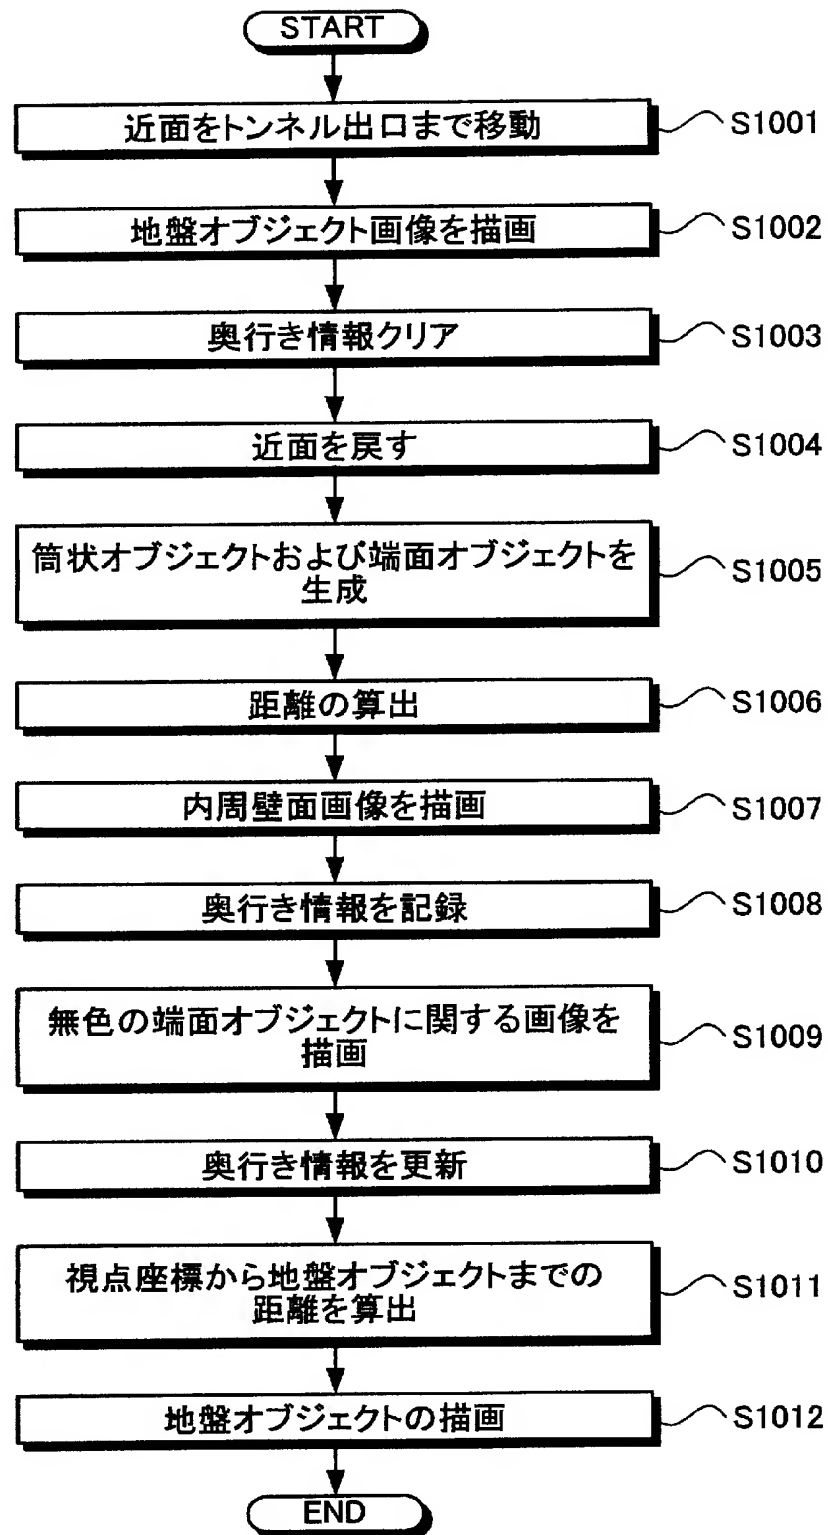 START
近面をトンネル出口まで移動
S1001
地盤オブジェクト画像を描画
S1002
奥行き情報クリア
S1003
近面を戻す
S1004
筒状オブジェクトおよび端面オブジェクトを
生成
S1005
距離の算出
S1006
内周壁面画像を描画
S1007
奥行き情報を記録
S1008
無色の端面オブジェクトに関する画像を
描画
S1009
奥行き情報を更新
S1010
視点座標から地盤オブジェクトまでの
距離を算出
S1011
地盤オブジェクトの描画
S1012
END